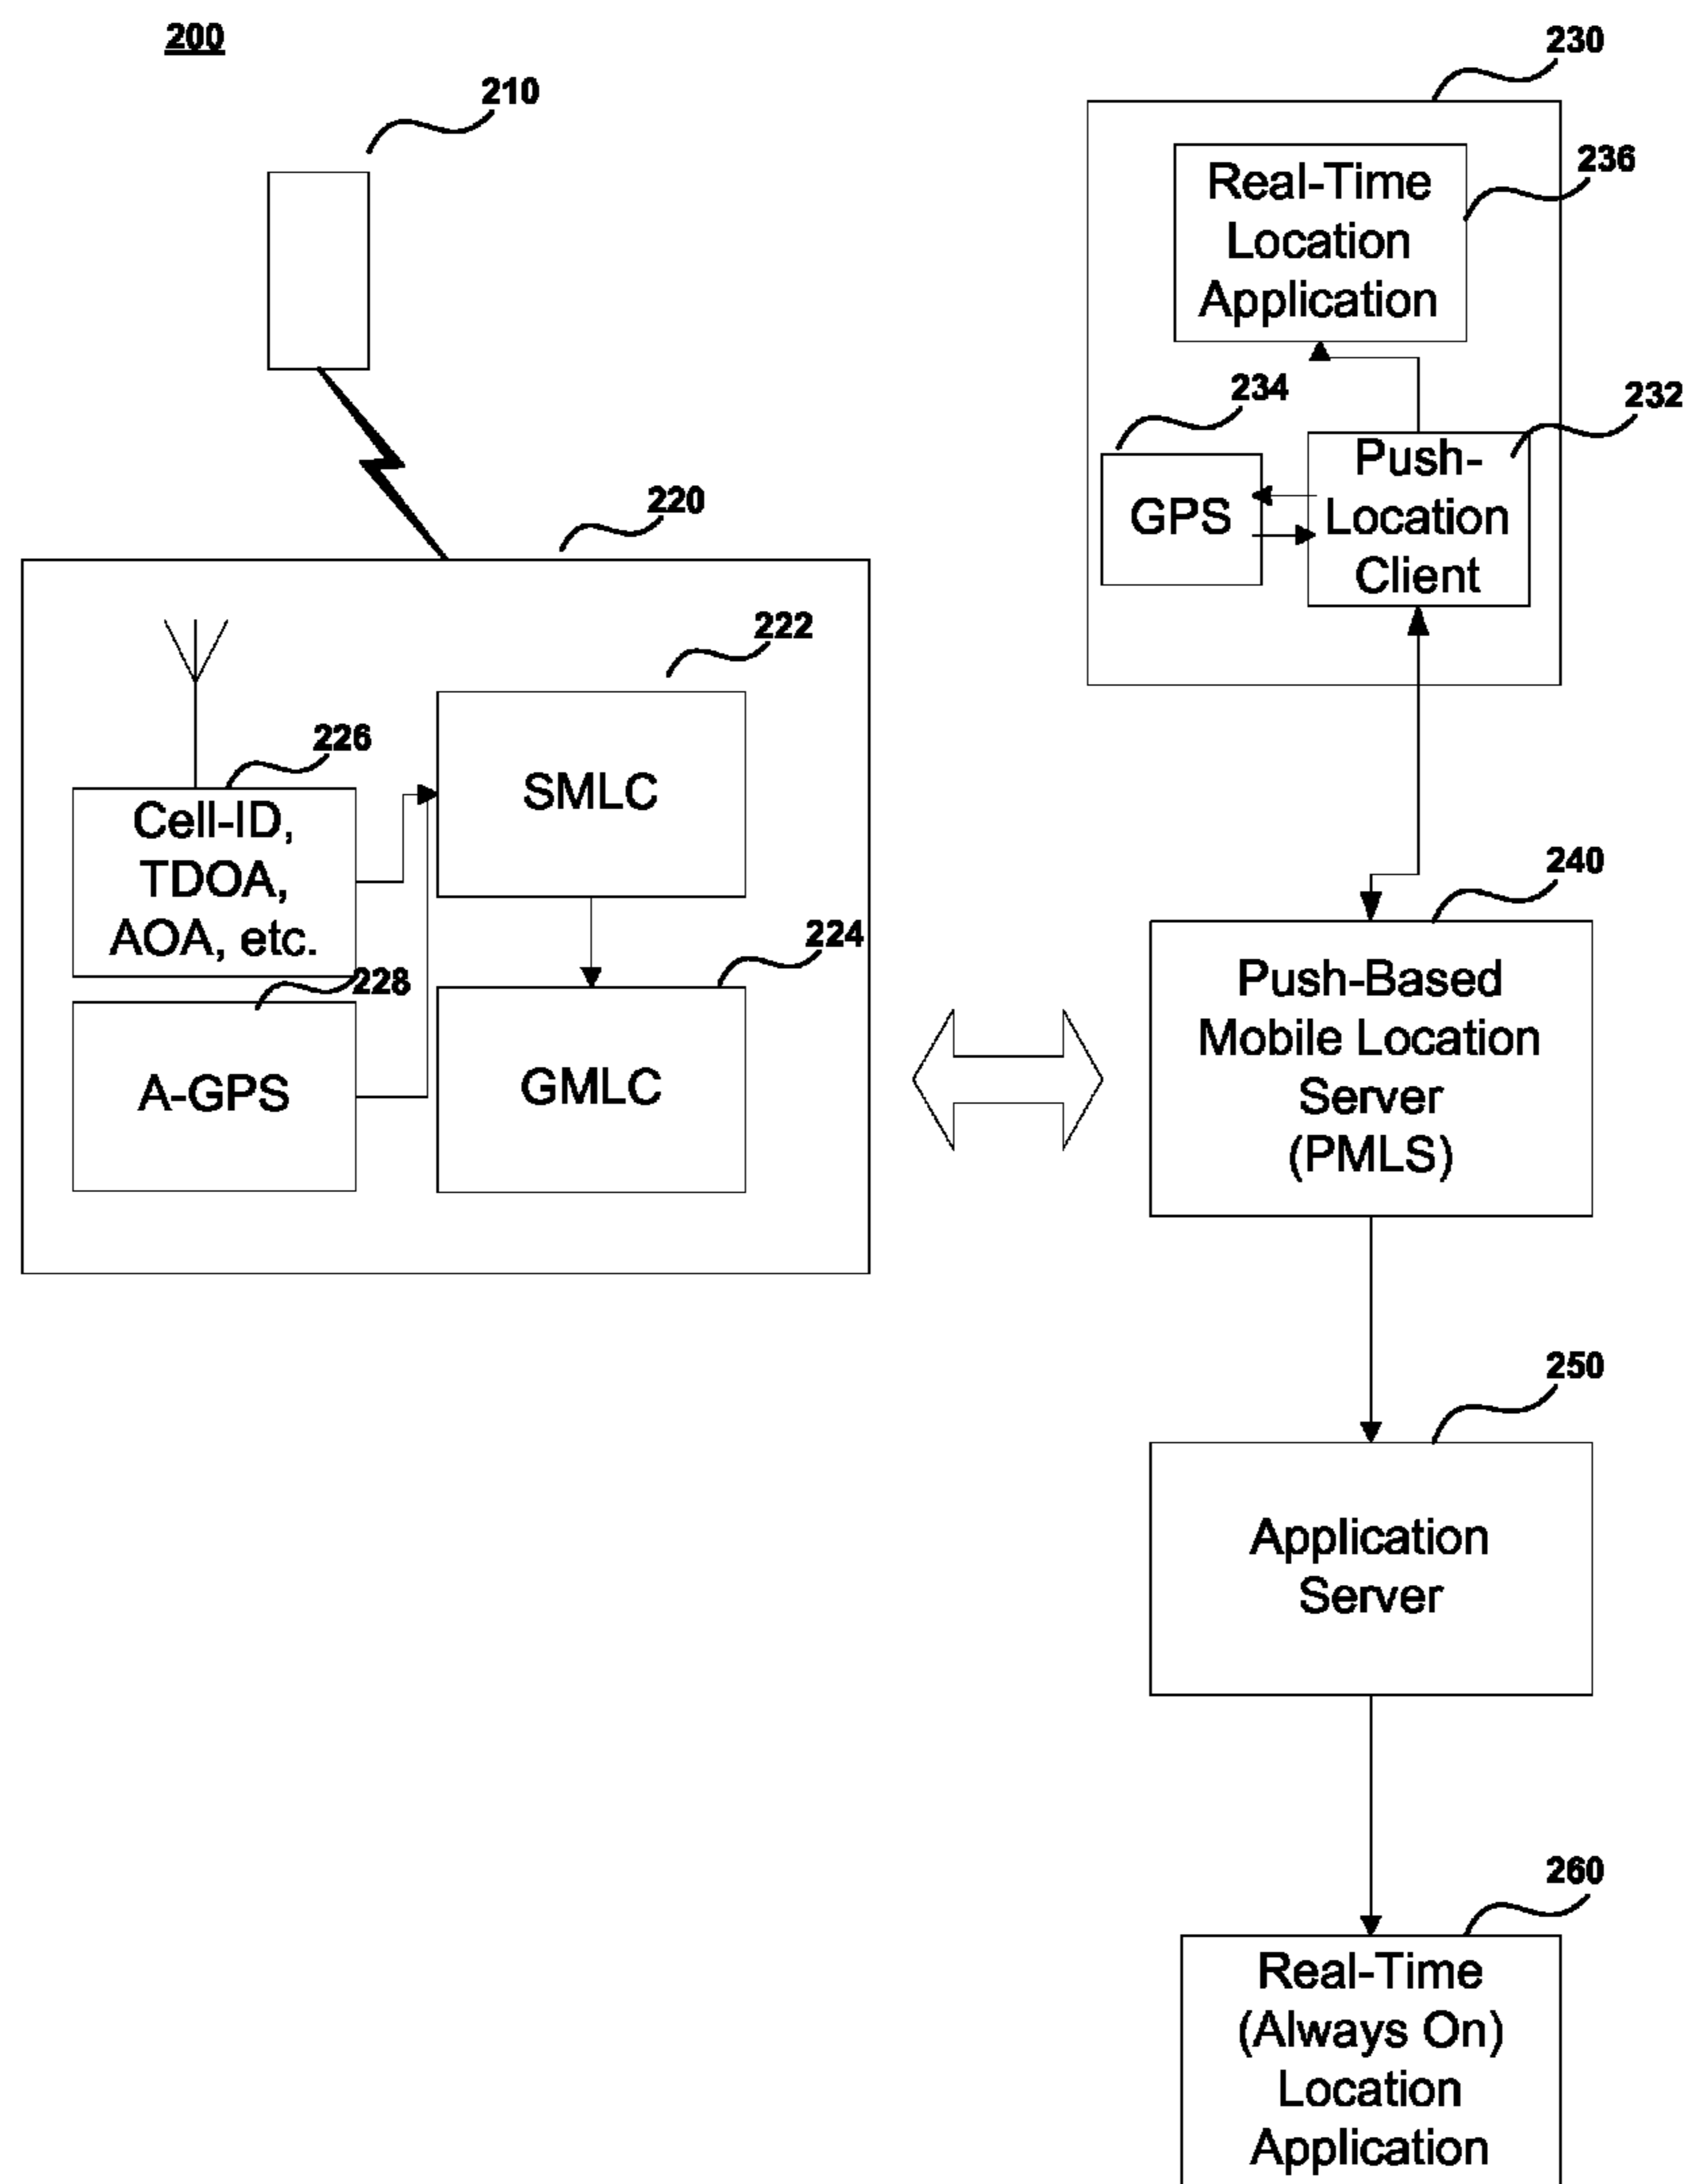 200
210
230
236
Real-Time
Location
Application
234
232
GPS
Push-
Location
Client
220
222
226
SMLC
Cell-ID,
TDOA,
AOA, etc.
228
224
A-GPS
GMLC
240
Push-Based
Mobile Location
Server
(PMLS)
250
Application
Server
260
Real-Time
(Always On)
Location
Application